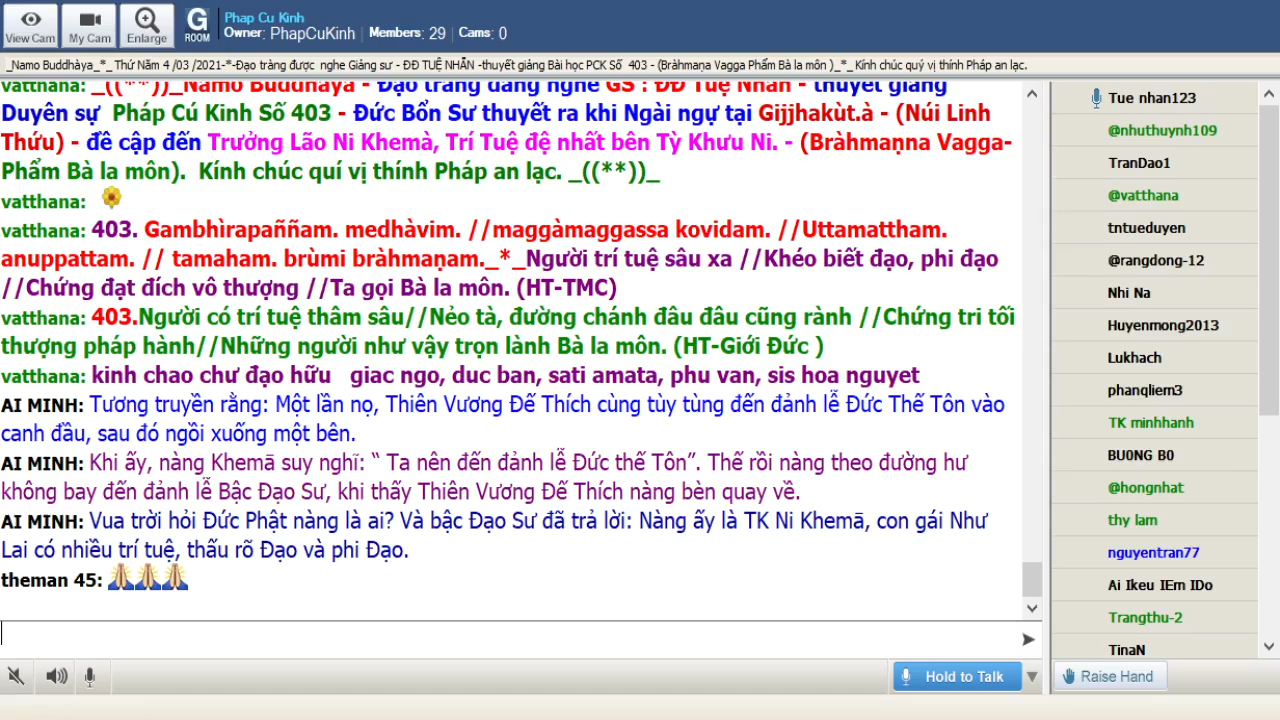 Phap Cu Kinh
Owner: PhapCuKinh | Members: 29 | Cams: 0
View Cam
My Cam
Enlarge
G
ROOM
_Namo Buddhàya_*_ Thứ Năm 4 /03 /2021-*-Đạo tràng được nghe Giảng sư - ĐĐ TUỆ NHẪN -thuyết giảng Bài học PCK Số 403 - (Bràhmaṇa Vagga Phẩm Bà la môn )_*_ Kính chúc quý vị thính Pháp an lạc.
vatthana: _((**))_Namo Buddhaya - Đạo tràng đang nghe GS : ĐĐ Tuệ Nhẫn - thuyết giảng
Duyên sự Pháp Cú Kinh Số 403 - Đức Bổn Sư thuyết ra khi Ngài ngự tại Gijjhakùt.à - (Núi Linh
Thứu) - đề cập đến Trưởng Lão Ni Khemà, Trí Tuệ đệ nhất bên Tỳ Khưu Ni. - (Bràhmaṇna Vagga-
Phẩm Bà la môn). Kính chúc quí vị thính Pháp an lạc. _((**))_
vatthana:
vatthana: 403. Gambhìrapaññam. medhàvim. //maggàmaggassa kovidam. //Uttamattham.
anuppattam. // tamaham. brùmi bràhmaṇam._*_Người trí tuệ sâu xa //Khéo biết đạo, phi đạo
//Chứng đạt đích vô thượng //Ta gọi Bà la môn. (HT-TMC)
vatthana: 403.Người có trí tuệ thâm sâu//Nẻo tà, đường chánh đâu đâu cũng rành //Chứng tri tối
thượng pháp hành//Những người như vậy trọn lành Bà la môn. (HT-Giới Đức )
vatthana: kinh chao chư đạo hữu giac ngo, duc ban, sati amata, phu van, sis hoa nguyet
AI MINH: Tương truyền rằng: Một lần nọ, Thiên Vương Đế Thích cùng tùy tùng đến đảnh lễ Đức Thế Tôn vào
canh đầu, sau đó ngồi xuống một bên.
AI MINH: Khi ấy, nàng Khemā suy nghĩ: “ Ta nên đến đảnh lễ Đức thế Tôn”. Thế rồi nàng theo đường hư
không bay đến đảnh lễ Bậc Đạo Sư, khi thấy Thiên Vương Đế Thích nàng bèn quay về.
AI MINH: Vua trời hỏi Đức Phật nàng là ai? Và bậc Đạo Sư đã trả lời: Nàng ấy là TK Ni Khemā, con gái Như
Lai có nhiều trí tuệ, thấu rõ Đạo và phi Đạo.
theman 45:
Tue nhan123
@nhuthuynh109
TranDao1
@vatthana
tntueduyen
@rangdong-12
Nhi Na
Huyenmong2013
Lukhach
phanqliem3
TK minhhanh
BU0NG B0
@hongnhat
thy lam
nguyentran77
Ai Ikeu IEm IDo
Trangthu-2
TinaN
Hold to Talk
Raise Hand